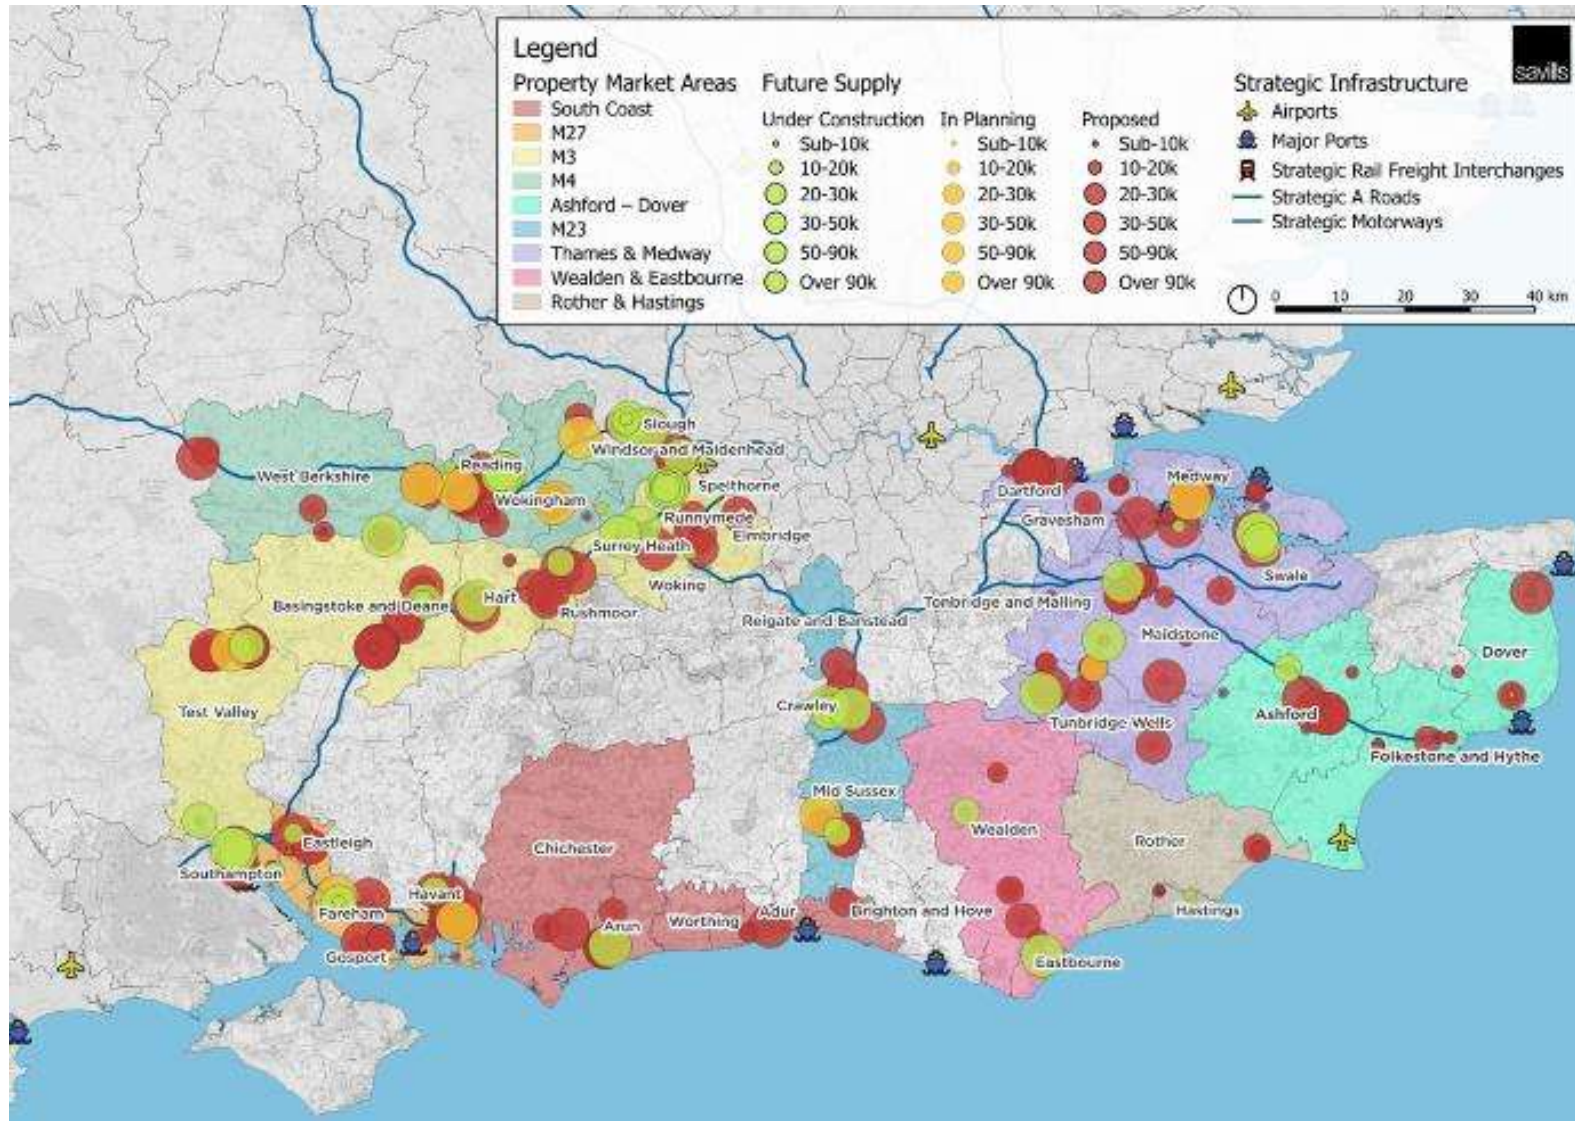 Legend
savills
Property Market Areas
South Coast
M27
M3
M4
Ashford – Dover
M23
Thames & Medway
Wealden & Eastbourne
Rother & Hastings
Future Supply
Under Construction
Sub-10k
10-20k
20-30k
30-50k
50-90k
Over 90k
In Planning
Sub-10k
10-20k
20-30k
30-50k
50-90k
Over 90k
Proposed
Sub-10k
10-20k
20-30k
30-50k
50-90k
Over 90k
Strategic Infrastructure
Airports
Major Ports
Strategic Rail Freight Interchanges
Strategic A Roads
Strategic Motorways
0 10 20 30 40 km
Slough
Windsor and Maidenhead
Reading
West Berkshire
Wokingham
Spelthorne
Runnymede
Elmbridge
Surrey Heath
Woking
Hart
Rushmoor
Basingstoke and Deane
Test Valley
Dartford
Gravesham
Medway
Swale
Tonbridge and Malling
Maidstone
Reigate and Banstead
Crawley
Tunbridge Wells
Ashford
Dover
Folkestone and Hythe
Mid Sussex
Wealden
Rother
Hastings
Eastbourne
Brighton and Hove
Chichester
Arun
Worthing
Adur
Eastleigh
Southampton
Fareham
Havant
Gosport